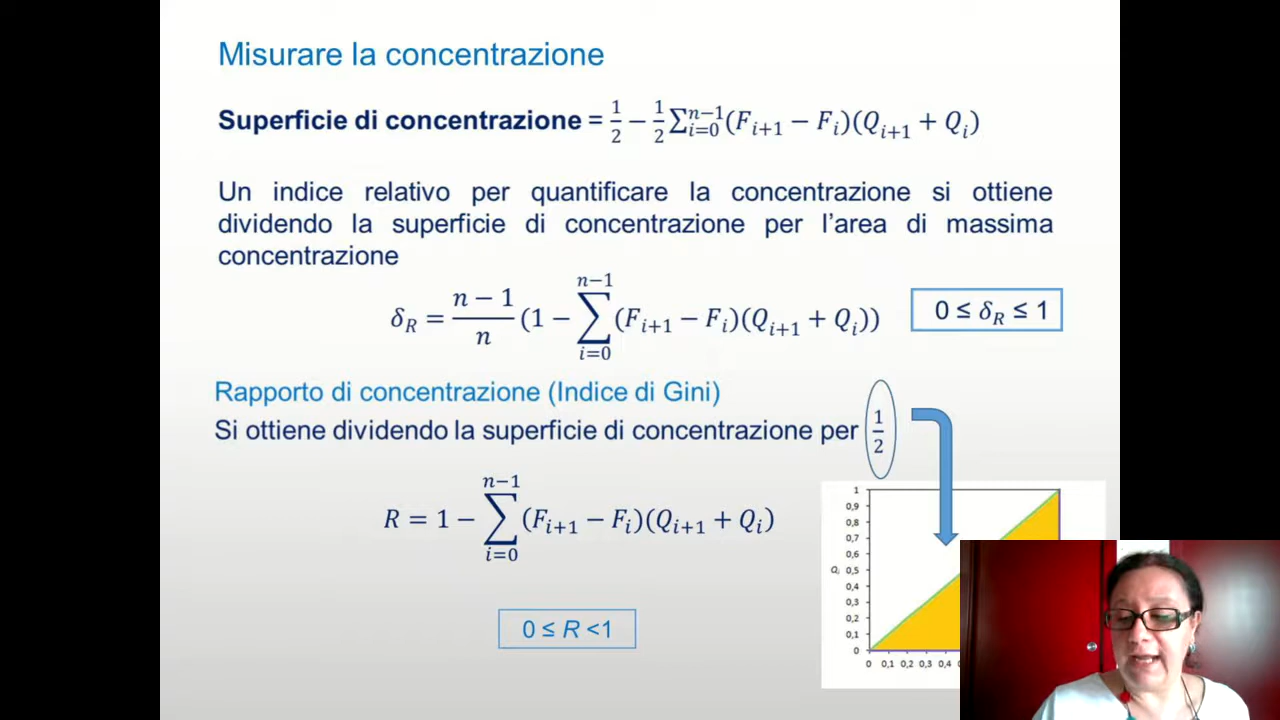 Misurare la concentrazione
Superficie di concentrazione = 1/2 − 1/2 ∑_{i=0}^{n−1}(F_{i+1} − F_i)(Q_{i+1} + Q_i)
Un indice relativo per quantificare la concentrazione si ottiene
dividendo la superficie di concentrazione per l'area di massima
concentrazione
δ_R = (n − 1)/n (1 − ∑_{i=0}^{n−1}(F_{i+1} − F_i)(Q_{i+1} + Q_i))
0 ≤ δ_R ≤ 1
Rapporto di concentrazione (Indice di Gini)
Si ottiene dividendo la superficie di concentrazione per 1/2
R = 1 − ∑_{i=0}^{n−1}(F_{i+1} − F_i)(Q_{i+1} + Q_i)
0 ≤ R <1
1
0,9
0,8
0,7
0,6
Q_i 0,5
0,4
0,3
0,2
0,1
0
0 0,1 0,2 0,3 0,4